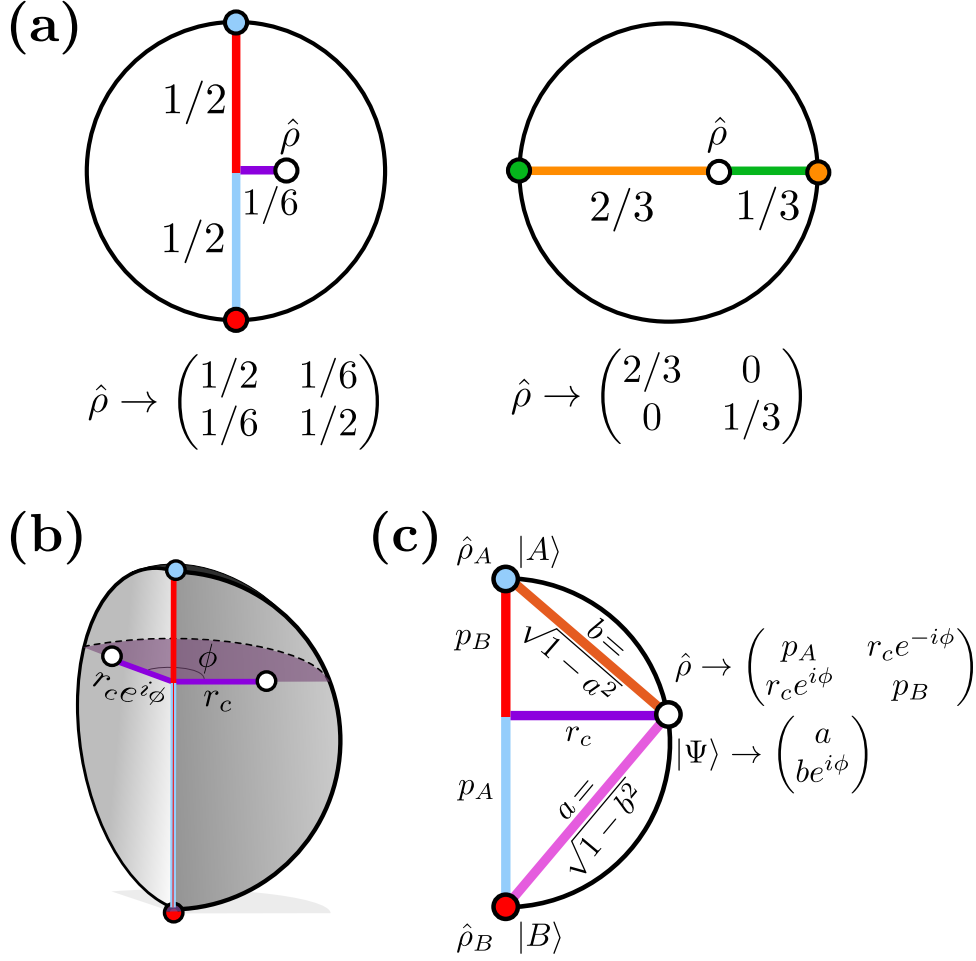 (a)
1/2
ρ̂
1/6
1/2
ρ̂
2/3
1/3
ρ̂ → (1/2 1/6
1/6 1/2)
ρ̂ → (2/3 0
0 1/3)
(b)
ϕ
r_c e^{iϕ}
r_c
(c)
ρ̂_A |A⟩
p_B
b =
√(1 − a²)
r_c
p_A
a =
√(1 − b²)
ρ̂_B |B⟩
ρ̂ → (p_A r_c e^{−iϕ}
r_c e^{iϕ} p_B)
|Ψ⟩ → (a
be^{iϕ})